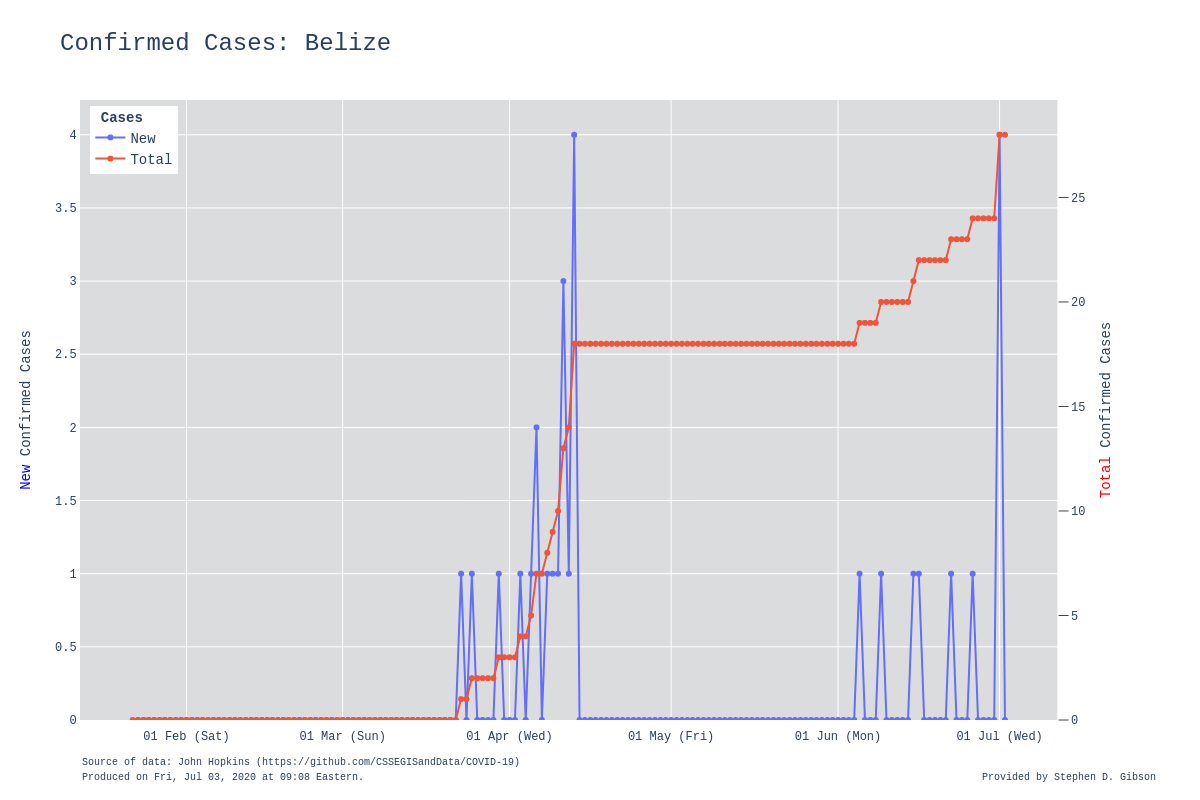 Confirmed Cases: Belize
Cases
New
Total
4
3.5
3
2.5
2
1.5
1
0.5
0
25
20
15
10
5
0
New Confirmed Cases
Total Confirmed Cases
01 Feb (Sat)
01 Mar (Sun)
01 Apr (Wed)
01 May (Fri)
01 Jun (Mon)
01 Jul (Wed)
Source of data: John Hopkins (https://github.com/CSSEGISandData/COVID-19)
Produced on Fri, Jul 03, 2020 at 09:08 Eastern.
Provided by Stephen D. Gibson